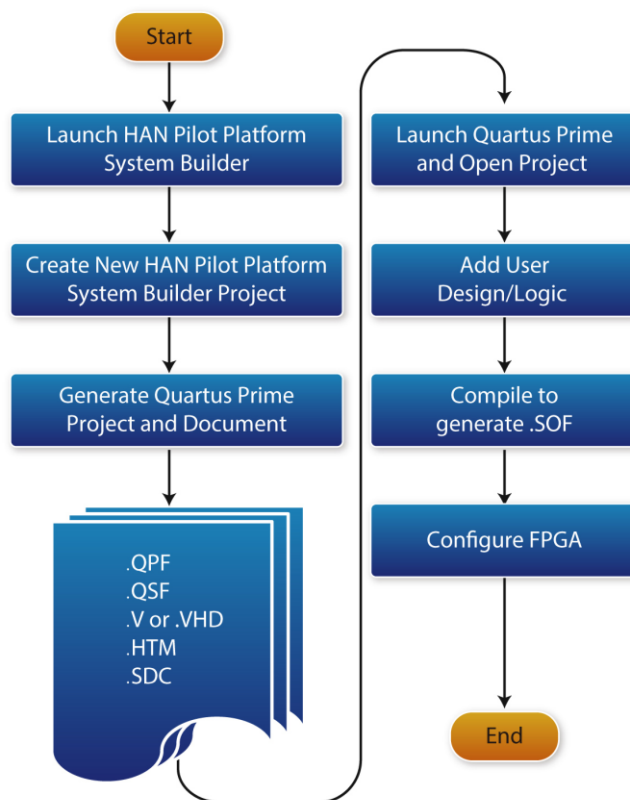 Start
Launch HAN Pilot Platform
System Builder
Create New HAN Pilot Platform
System Builder Project
Generate Quartus Prime
Project and Document
.QPF
.QSF
.V or .VHD
.HTM
.SDC
Launch Quartus Prime
and Open Project
Add User
Design/Logic
Compile to
generate .SOF
Configure FPGA
End